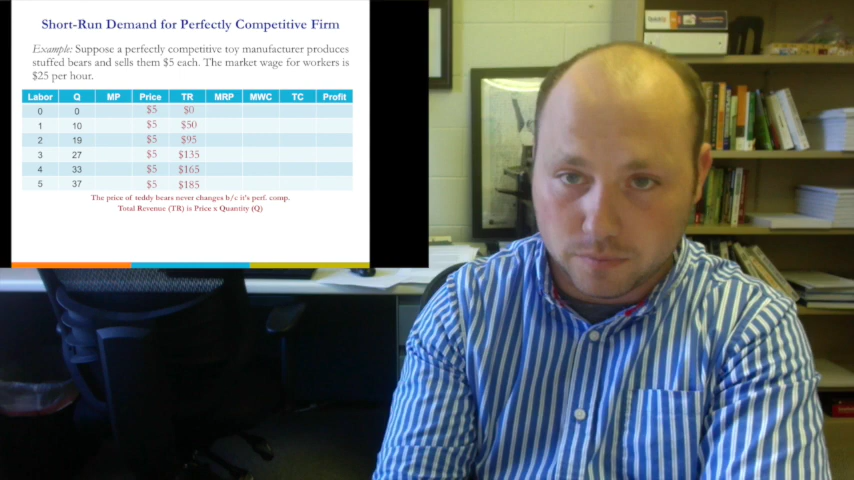 Short-Run Demand for Perfectly Competitive Firm
Example: Suppose a perfectly competitive toy manufacturer produces
stuffed bears and sells them $5 each. The market wage for workers is
$25 per hour.
Labor Q MP Price TR MRP MWC TC Profit
0 0 $5 $0
1 10 $5 $50
2 19 $5 $95
3 27 $5 $135
4 33 $5 $165
5 37 $5 $185
The price of teddy bears never changes b/c it's perf. comp.
Total Revenue (TR) is Price x Quantity (Q)